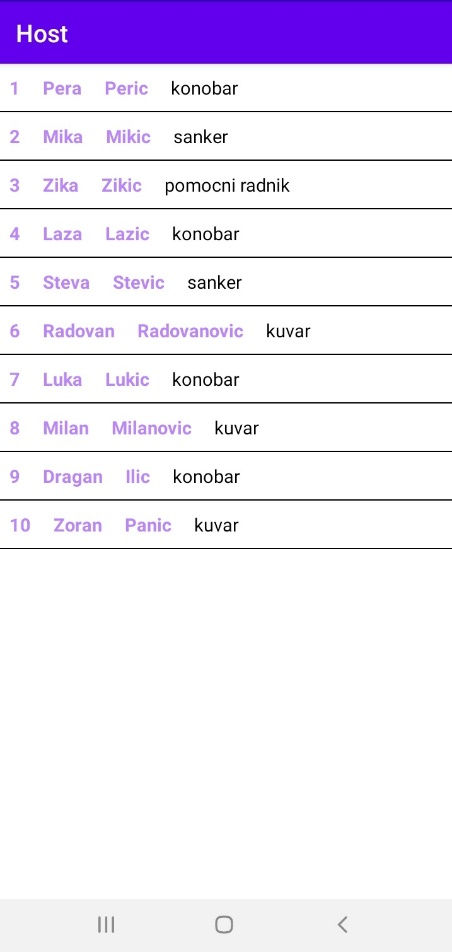 Host
1 Pera Peric konobar
2 Mika Mikic sanker
3 Zika Zikic pomocni radnik
4 Laza Lazic konobar
5 Steva Stevic sanker
6 Radovan Radovanovic kuvar
7 Luka Lukic konobar
8 Milan Milanovic kuvar
9 Dragan Ilic konobar
10 Zoran Panic kuvar